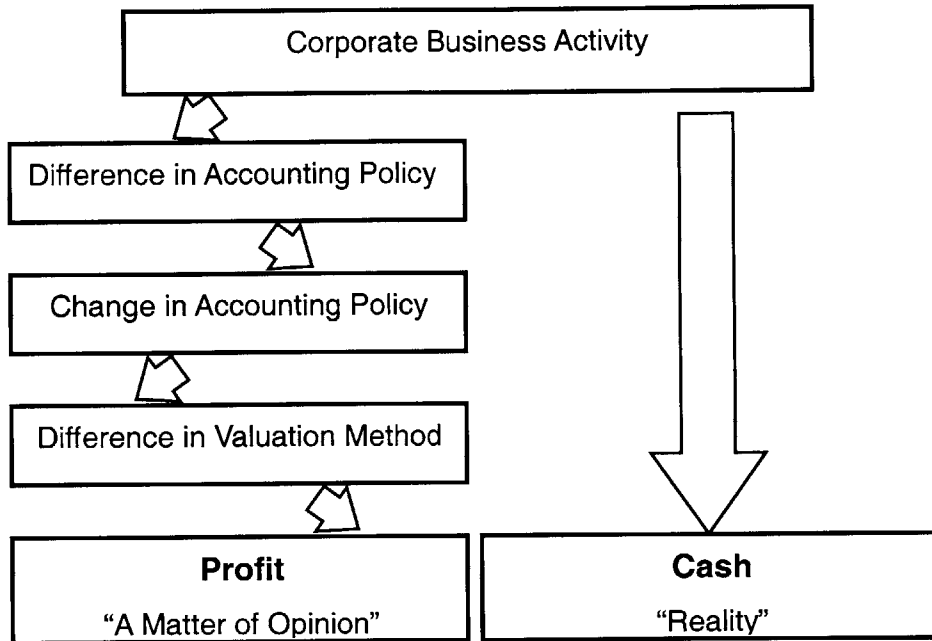 Corporate Business Activity
Difference in Accounting Policy
Change in Accounting Policy
Difference in Valuation Method
Profit
“A Matter of Opinion”
Cash
“Reality”